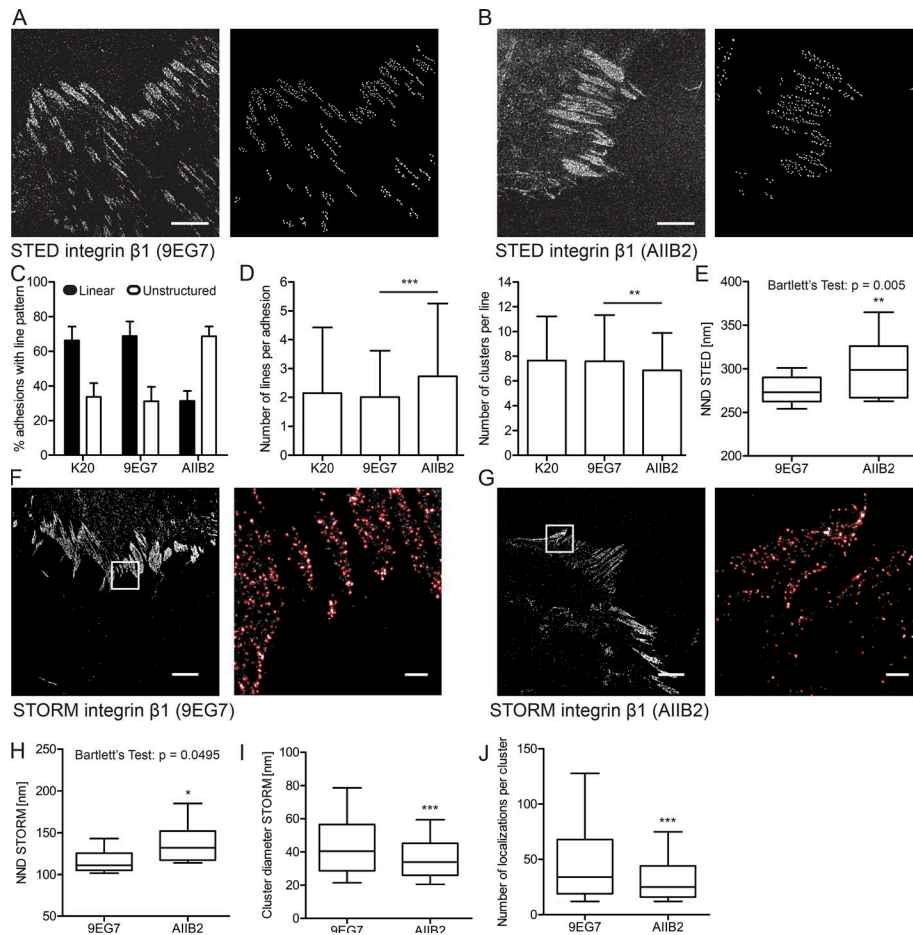 A
B
STED integrin β1 (9EG7)
STED integrin β1 (AIIB2)
C
% adhesions with line pattern
100
80
60
40
20
0
Linear
Unstructured
K20
9EG7
AIIB2
D
Number of lines per adhesion
6
5
4
3
2
1
0
***
K20
9EG7
AIIB2
Number of clusters per line
14
12
10
8
6
4
2
0
**
K20
9EG7
AIIB2
E
NND STED [nm]
400
350
300
250
200
Bartlett's Test: p = 0.005
**
9EG7
AIIB2
F
STORM integrin β1 (9EG7)
G
STORM integrin β1 (AIIB2)
H
NND STORM [nm]
250
200
150
100
50
Bartlett's Test: p = 0.0495
*
9EG7
AIIB2
I
Cluster diameter STORM [nm]
100
80
60
40
20
0
***
9EG7
AIIB2
J
Number of localizations per cluster
150
100
50
0
***
9EG7
AIIB2